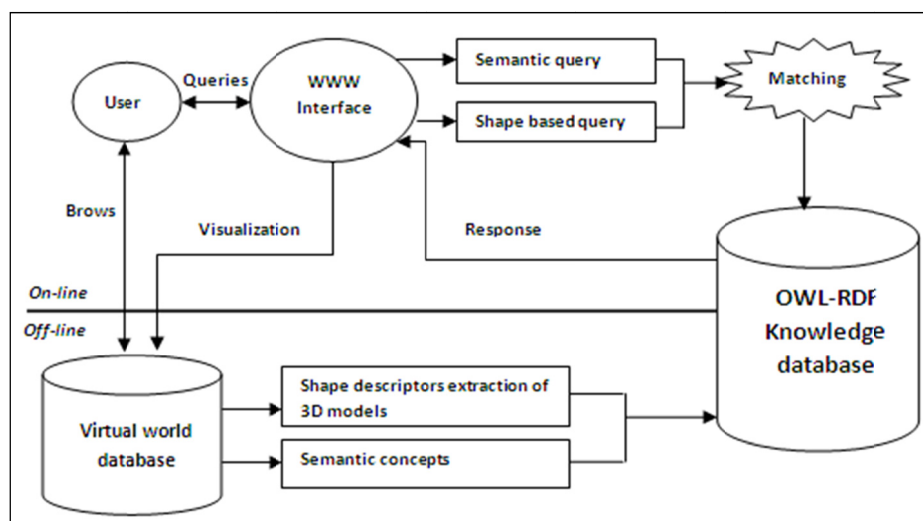 WWW
Interface
Queries
User
Semantic query
Shape based query
Matching
Brows
Visualization
Response
On-line
Off-line
OWL-RDF
Knowledge
database
Virtual world
database
Shape descriptors extraction of
3D models
Semantic concepts